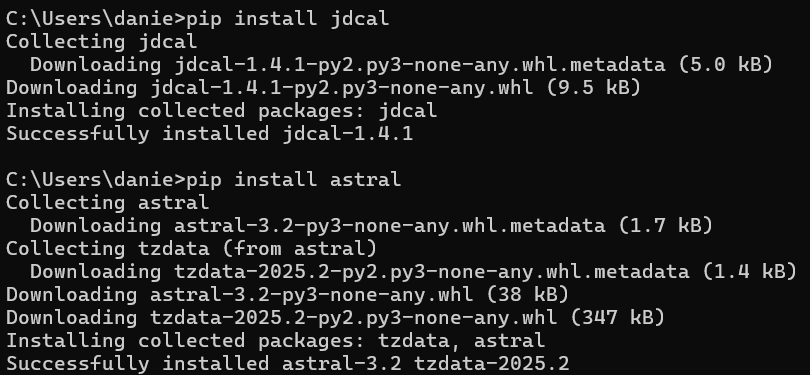 C:\Users\danie>pip install jdcal
Collecting jdcal
  Downloading jdcal-1.4.1-py2.py3-none-any.whl.metadata (5.0 kB)
Downloading jdcal-1.4.1-py2.py3-none-any.whl (9.5 kB)
Installing collected packages: jdcal
Successfully installed jdcal-1.4.1

C:\Users\danie>pip install astral
Collecting astral
  Downloading astral-3.2-py3-none-any.whl.metadata (1.7 kB)
Collecting tzdata (from astral)
  Downloading tzdata-2025.2-py2.py3-none-any.whl.metadata (1.4 kB)
Downloading astral-3.2-py3-none-any.whl (38 kB)
Downloading tzdata-2025.2-py2.py3-none-any.whl (347 kB)
Installing collected packages: tzdata, astral
Successfully installed astral-3.2 tzdata-2025.2